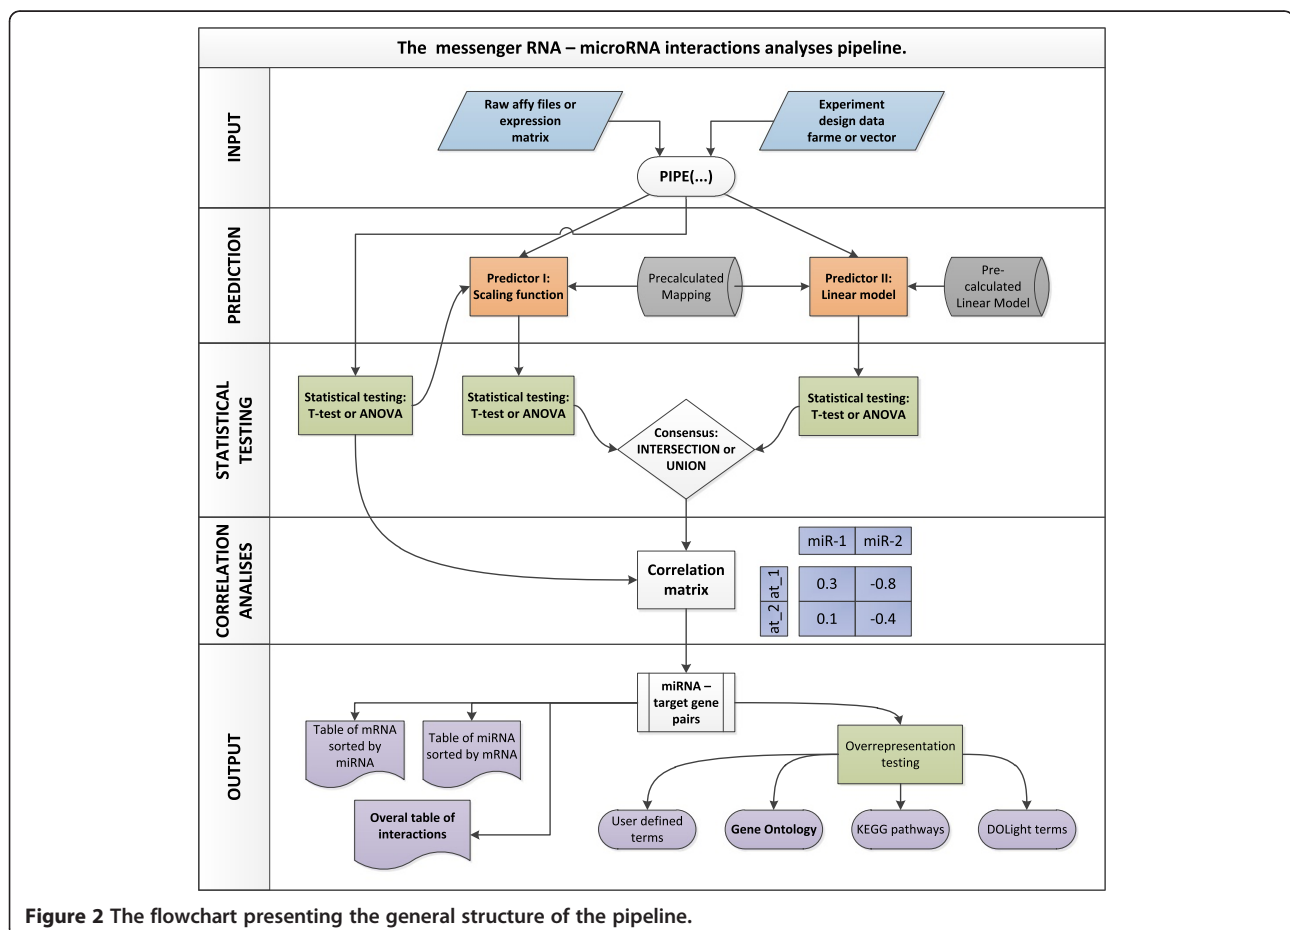 The messenger RNA – microRNA interactions analyses pipeline.
INPUT
Raw affy files or
expression
matrix
Experiment
design data
farme or vector
PIPE(...)
PREDICTION
Predictor I:
Scaling function
Precalculated
Mapping
Predictor II:
Linear model
Pre-
calculated
Linear Model
STATISTICAL
TESTING
Statistical testing:
T-test or ANOVA
Statistical testing:
T-test or ANOVA
Statistical testing:
T-test or ANOVA
Consensus:
INTERSECTION or
UNION
CORRELATION
ANALISES
Correlation
matrix
miR-1 miR-2
at_1 0.3 -0.8
at_2 0.1 -0.4
OUTPUT
miRNA –
target gene
pairs
Table of mRNA
sorted by
miRNA
Table of miRNA
sorted by mRNA
Overal table of
interactions
Overrepresentation
testing
User defined
terms
Gene Ontology
KEGG pathways
DOLight terms
Figure 2 The flowchart presenting the general structure of the pipeline.